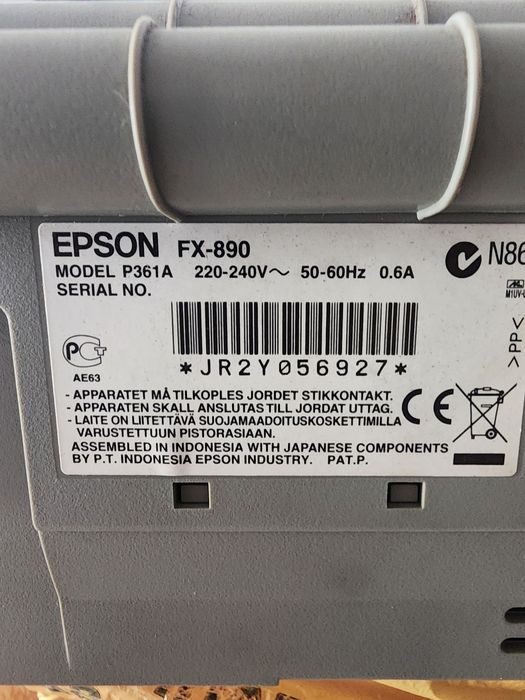 EPSON FX-890
MODEL P361A 220-240V～ 50-60Hz 0.6A
SERIAL NO.
N86
*JR2Y056927*
>PP<
AE63
- APPARATET MÅ TILKOPLES JORDET STIKKONTAKT.
- APPARATEN SKALL ANSLUTAS TILL JORDAT UTTAG.
- LAITE ON LIITETTÄVÄ SUOJAMAADOITUSKOSKETTIMILLA
VARUSTETTUUN PISTORASIAAN.
CE
ASSEMBLED IN INDONESIA WITH JAPANESE COMPONENTS
BY P.T. INDONESIA EPSON INDUSTRY. PAT.P.